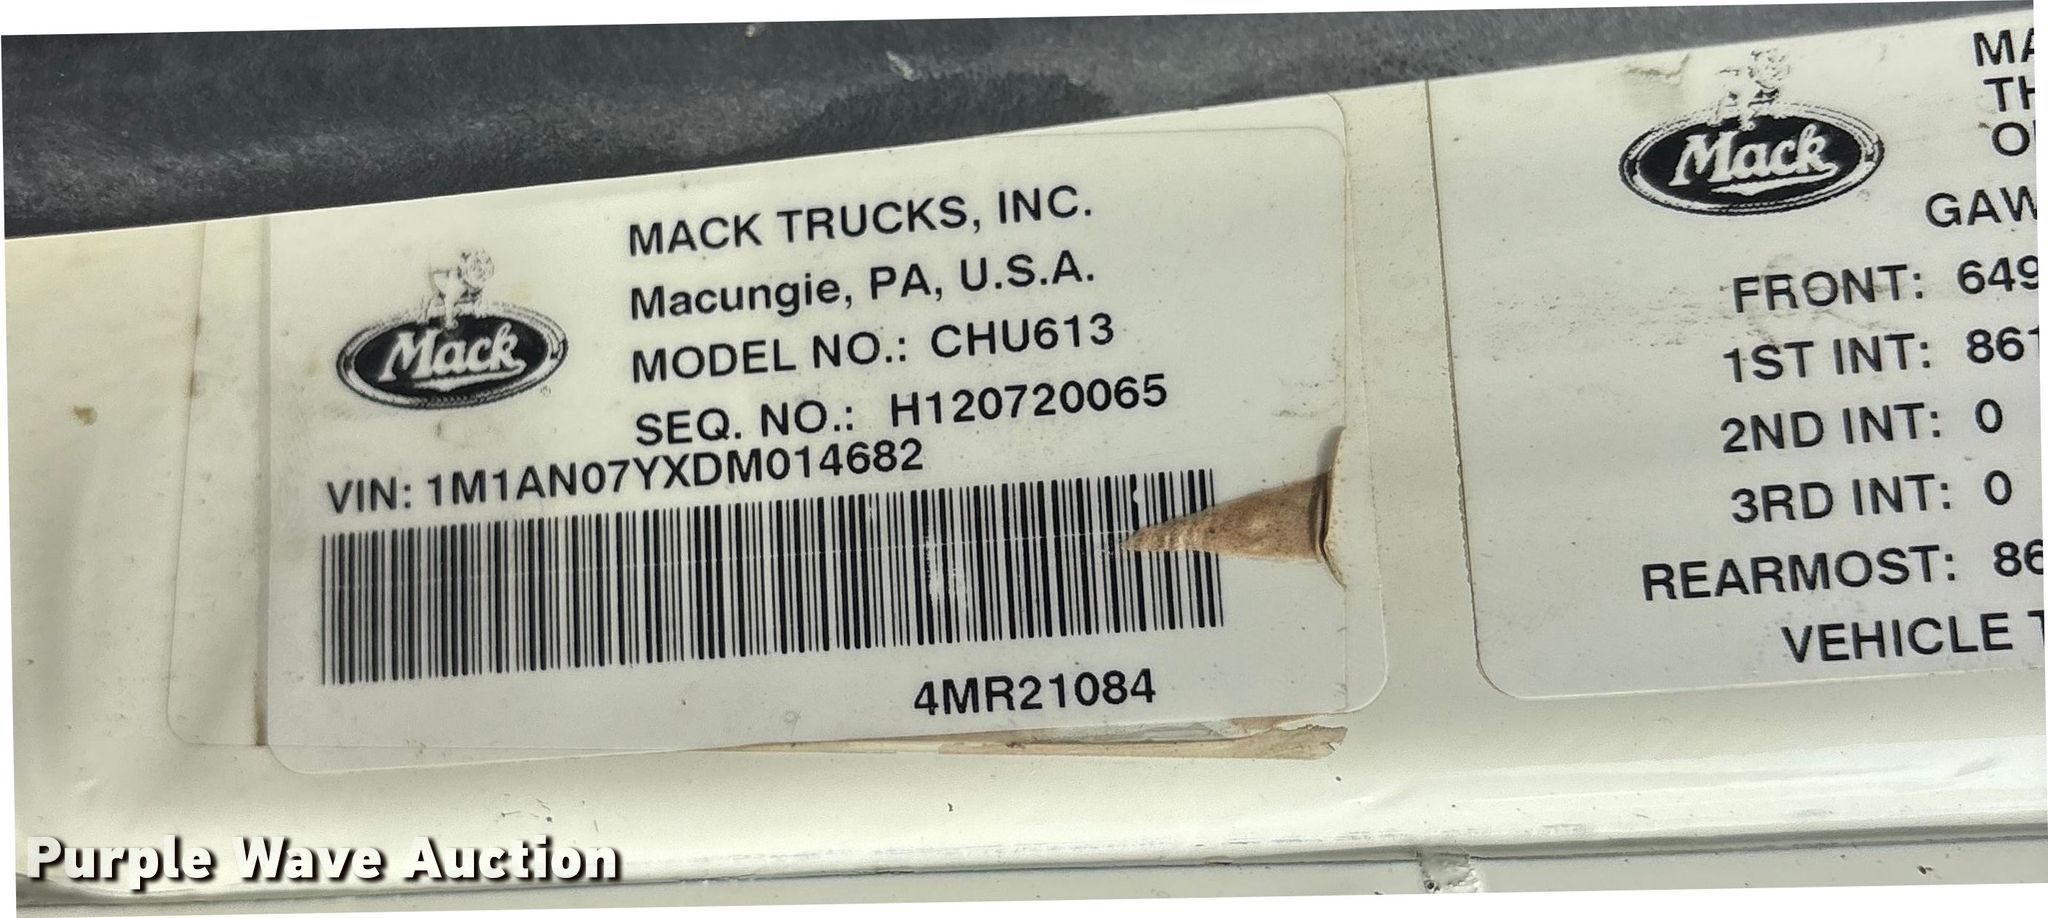 Mack
MACK TRUCKS, INC.
Macungie, PA, U.S.A.
MODEL NO.: CHU613
SEQ. NO.: H120720065
VIN: 1M1AN07YXDM014682
4MR21084
Mack
MA
TH
GAW
FRONT: 649
1ST INT: 861
2ND INT: 0
3RD INT: 0
REARMOST: 86
VEHICLE T
Purple Wave Auction